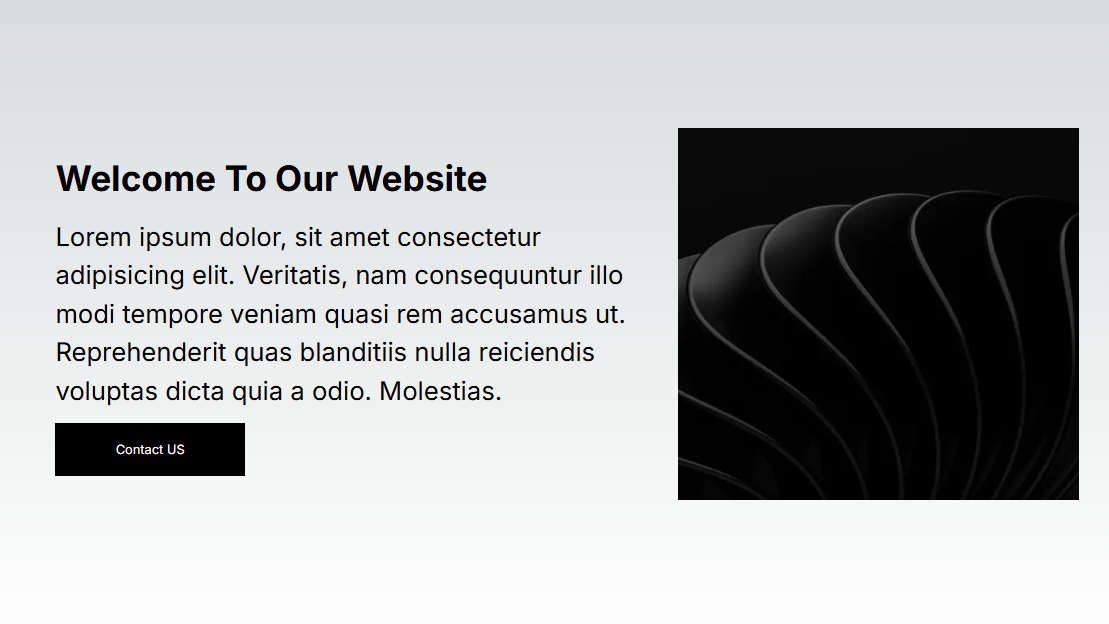 Welcome To Our Website
Lorem ipsum dolor, sit amet consectetur
adipisicing elit. Veritatis, nam consequuntur illo
modi tempore veniam quasi rem accusamus ut.
Reprehenderit quas blanditiis nulla reiciendis
voluptas dicta quia a odio. Molestias.
Contact US